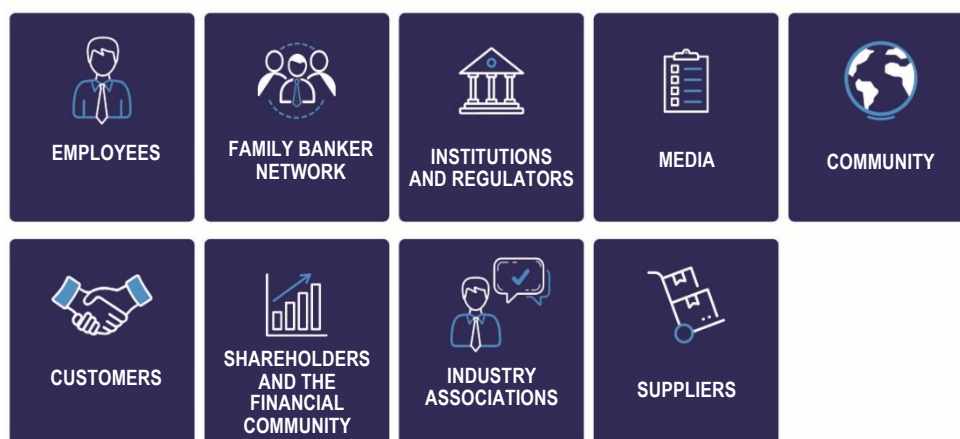 EMPLOYEES
FAMILY BANKER
NETWORK
INSTITUTIONS
AND REGULATORS
MEDIA
COMMUNITY
CUSTOMERS
SHAREHOLDERS
AND THE
FINANCIAL
COMMUNITY
INDUSTRY
ASSOCIATIONS
SUPPLIERS